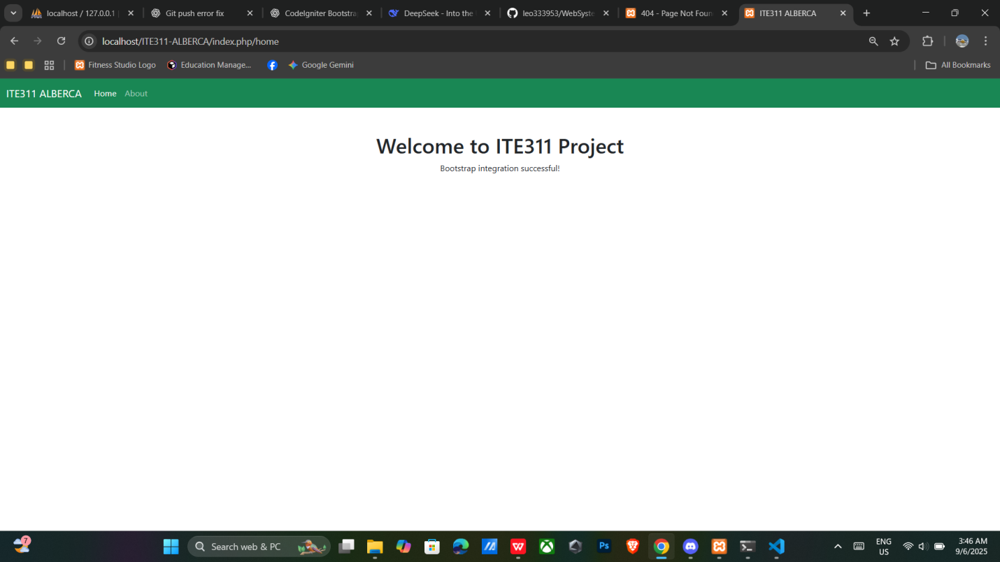 localhost / 127.0.0.1
Git push error fix
CodeIgniter Bootstra
DeepSeek - Into the
leo333953/WebSyste
404 - Page Not Foun
ITE311 ALBERCA
localhost/ITE311-ALBERCA/index.php/home
Fitness Studio Logo
Education Manage...
Google Gemini
All Bookmarks
ITE311 ALBERCA
Home
About
Welcome to ITE311 Project
Bootstrap integration successful!
7
Search web & PC
Ps
ENG
US
3:46 AM
9/6/2025